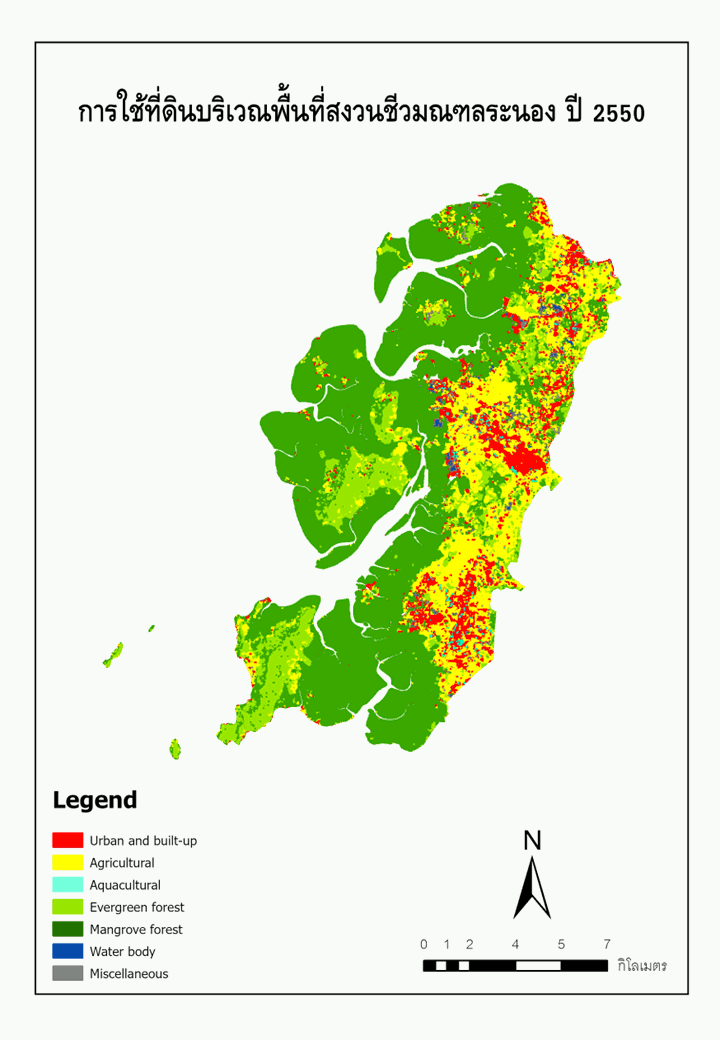 การใช้ที่ดินบริเวณพื้นที่สงวนชีวมณฑลระนอง ปี 2550
Legend
Urban and built-up
Agricultural
Aquacultural
Evergreen forest
Mangrove forest
Water body
Miscellaneous
N
0 1 2 4 5 7
กิโลเมตร